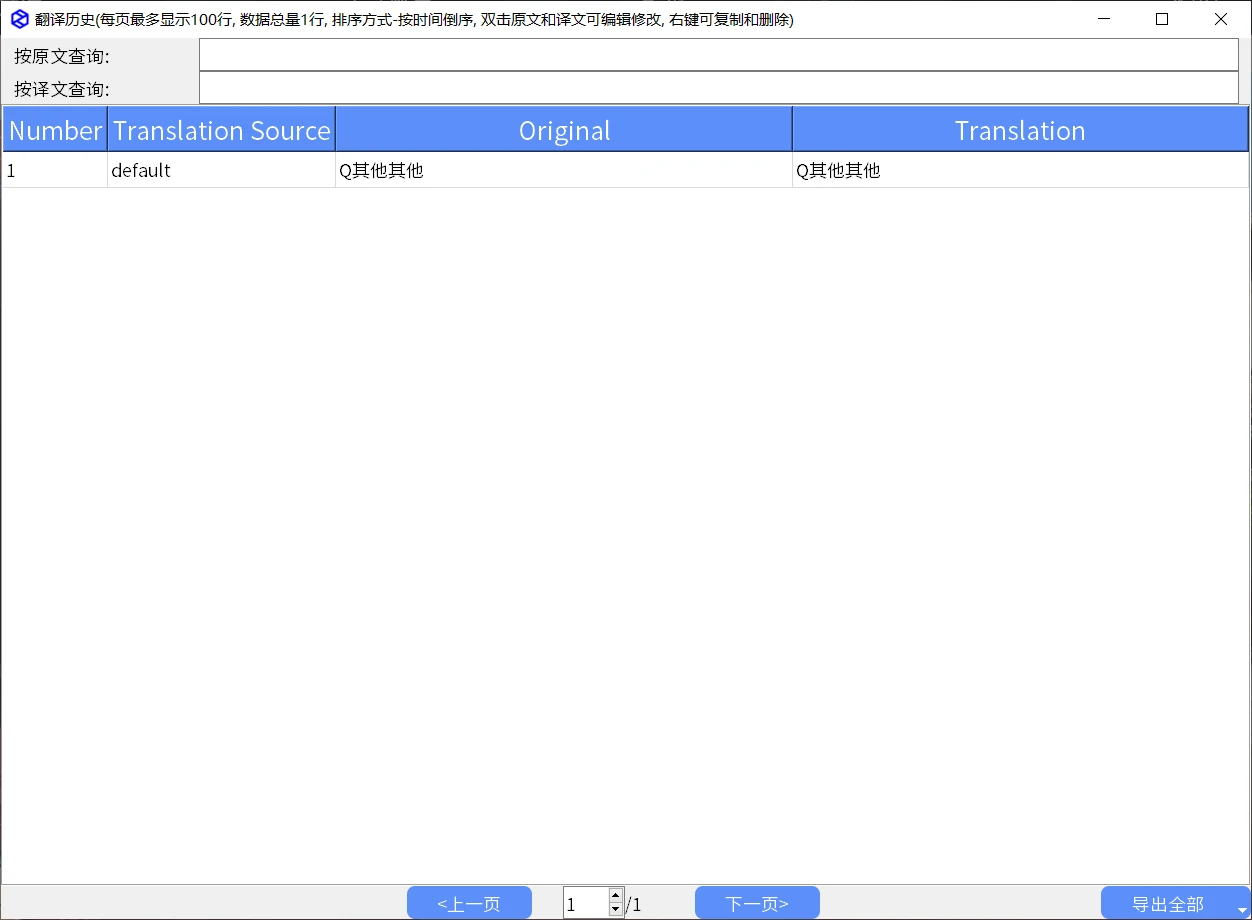 翻译历史(每页最多显示100行, 数据总量1行, 排序方式-按时间倒序, 双击原文和译文可编辑修改, 右键可复制和删除)
按原文查询:
按译文查询:
Number Translation Source Original Translation
1 default Q其他其他 Q其他其他
<上一页 1 /1 下一页> 导出全部